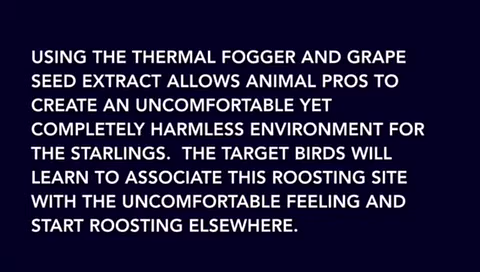 USING THE THERMAL FOGGER AND GRAPE
SEED EXTRACT ALLOWS ANIMAL PROS TO
CREATE AN UNCOMFORTABLE YET
COMPLETELY HARMLESS ENVIRONMENT FOR
THE STARLINGS.  THE TARGET BIRDS WILL
LEARN TO ASSOCIATE THIS ROOSTING SITE
WITH THE UNCOMFORTABLE FEELING AND
START ROOSTING ELSEWHERE.